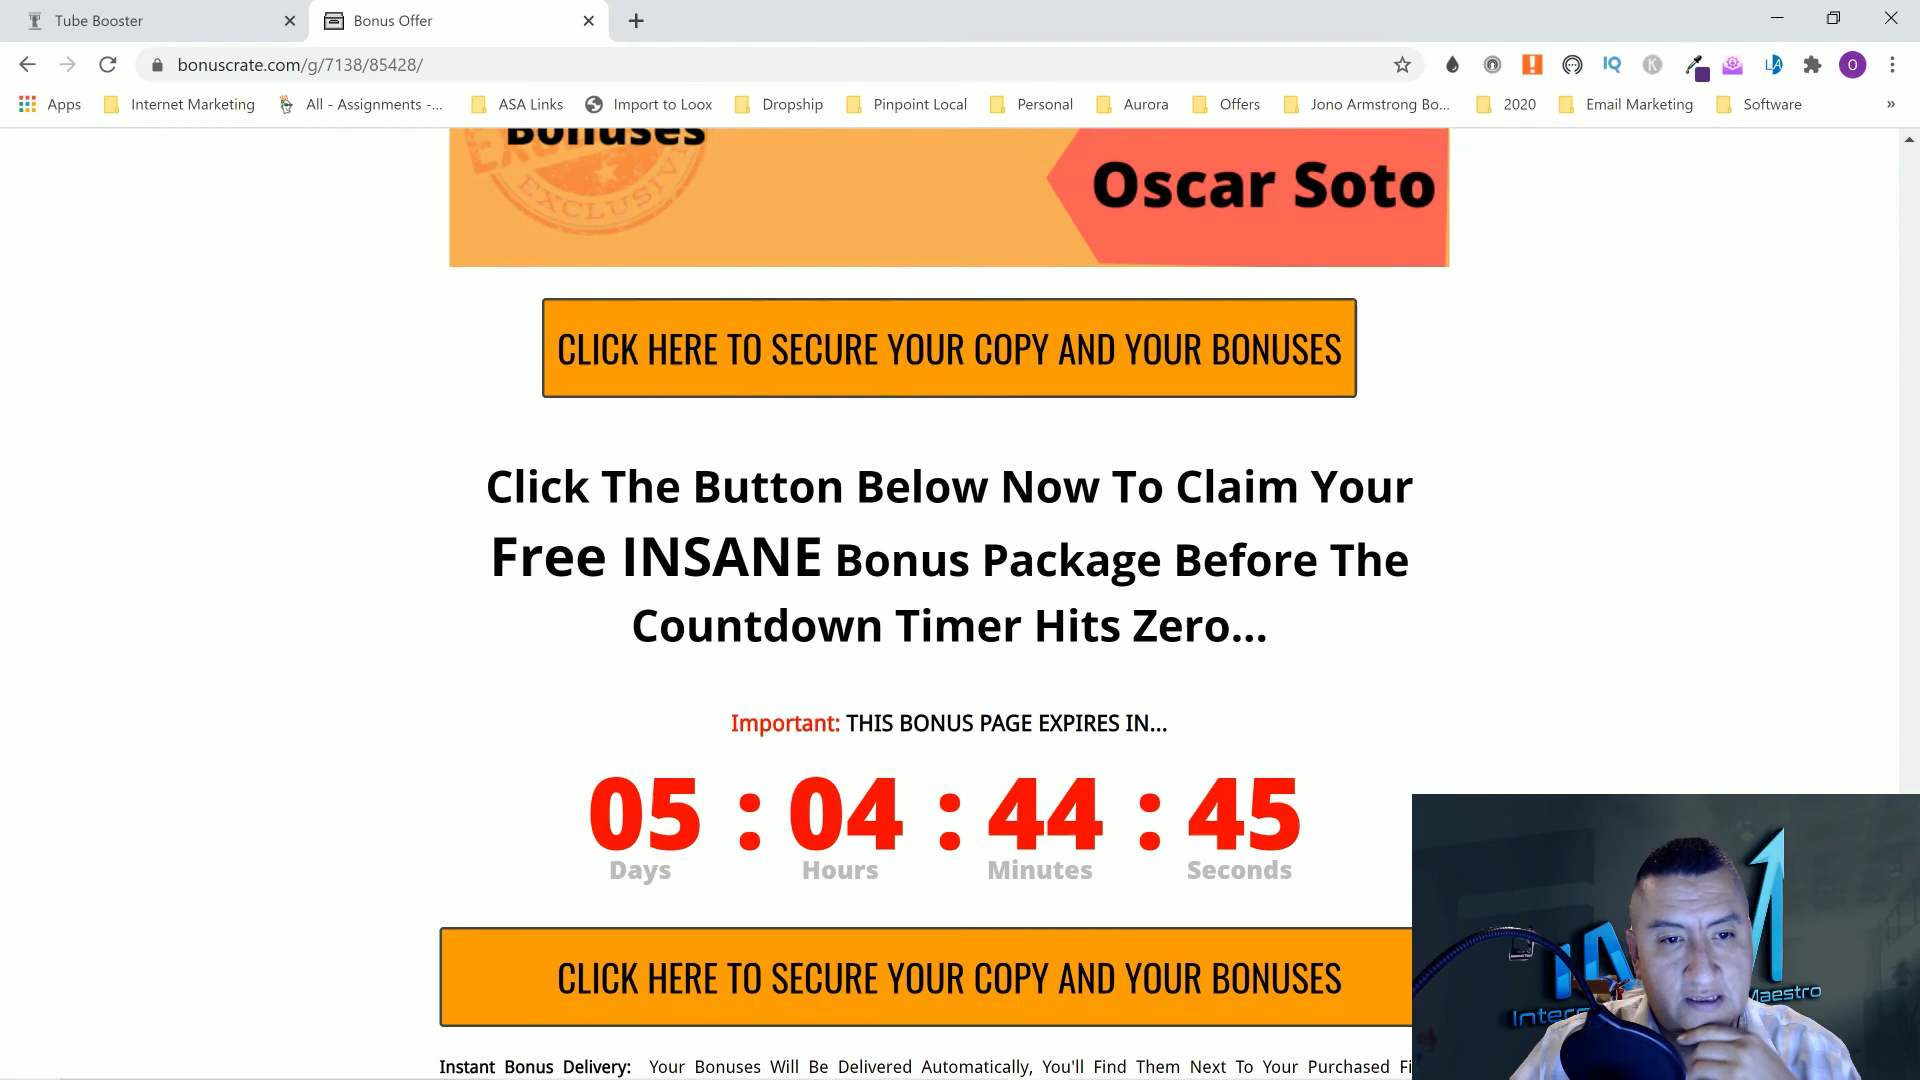 Tube Booster
Bonus Offer
bonuscrate.com/g/7138/85428/
Apps
Internet Marketing
All - Assignments -...
ASA Links
Import to Loox
Dropship
Pinpoint Local
Personal
Aurora
Offers
Jono Armstrong Bo...
2020
Email Marketing
Software
Bonuses
EXCLUSIVE
Oscar Soto
CLICK HERE TO SECURE YOUR COPY AND YOUR BONUSES
Click The Button Below Now To Claim Your
Free INSANE Bonus Package Before The
Countdown Timer Hits Zero...
Important: THIS BONUS PAGE EXPIRES IN...
05 : 04 : 44 : 45
Days Hours Minutes Seconds
CLICK HERE TO SECURE YOUR COPY AND YOUR BONUSES
Instant Bonus Delivery: Your Bonuses Will Be Delivered Automatically, You'll Find Them Next To Your Purchased
Maestro